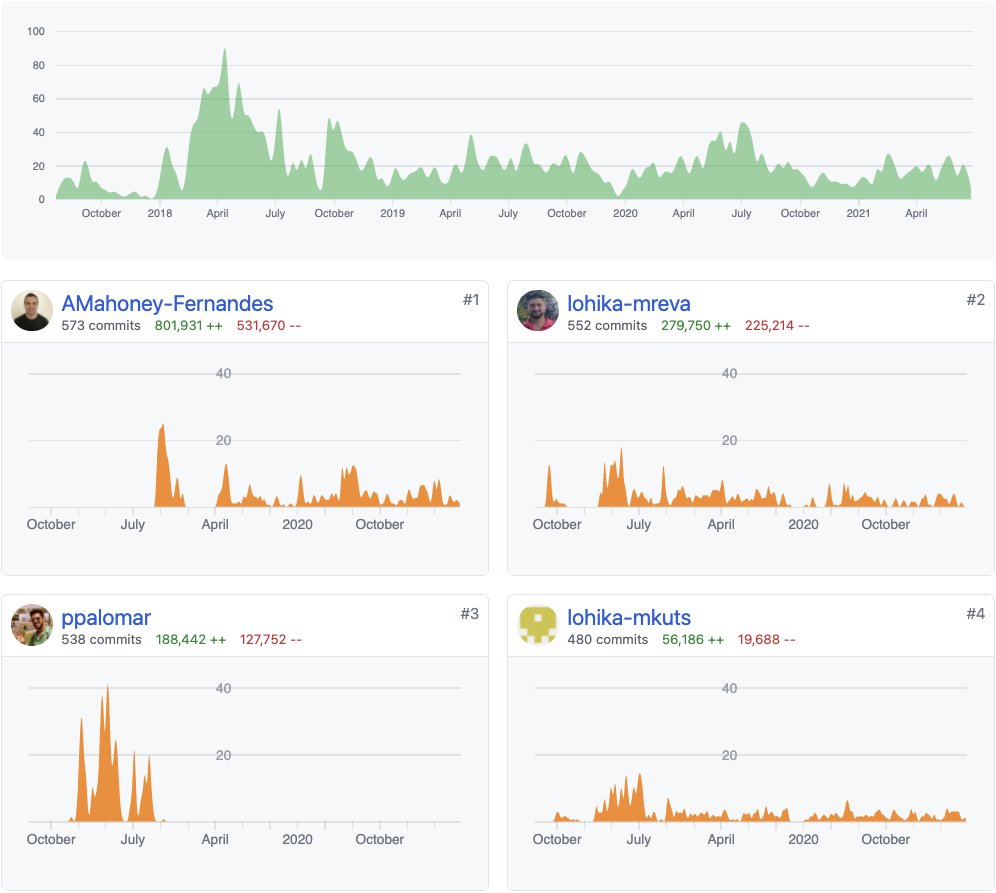 100
80
60
40
20
0
October 2018 April July October 2019 April July October 2020 April July October 2021 April
AMahoney-Fernandes #1
573 commits 801,931 ++ 531,670 --
40
20
October July April 2020 October
lohika-mreva #2
552 commits 279,750 ++ 225,214 --
40
20
October July April 2020 October
ppalomar #3
538 commits 188,442 ++ 127,752 --
40
20
October July April 2020 October
lohika-mkuts #4
480 commits 56,186 ++ 19,688 --
40
20
October July April 2020 October